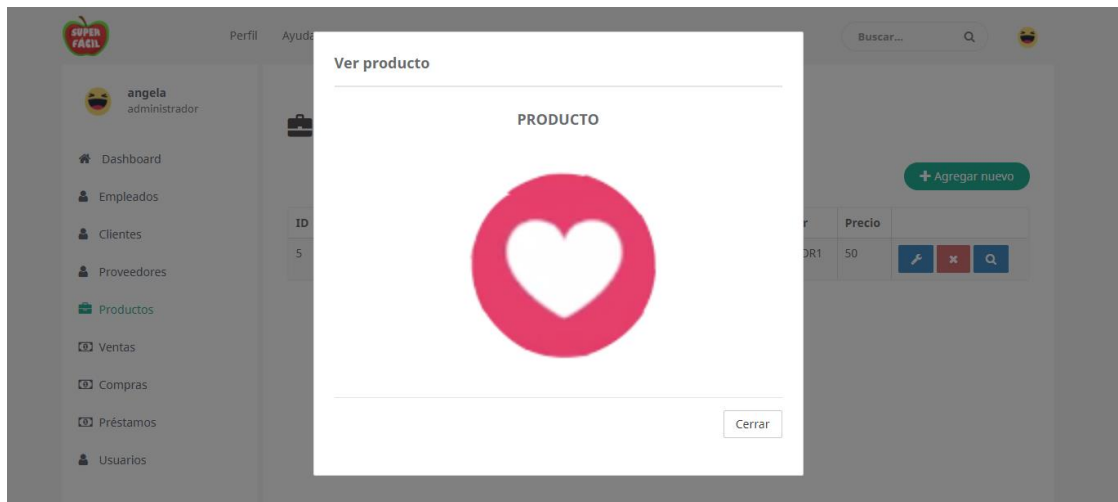 SUPER
FÁCIL
Perfil
Ayuda
Buscar...
angela
administrador
Dashboard
Empleados
Clientes
Proveedores
Productos
Ventas
Compras
Préstamos
Usuarios
Ver producto
PRODUCTO
Cerrar
Agregar nuevo
ID
Precio
5
50